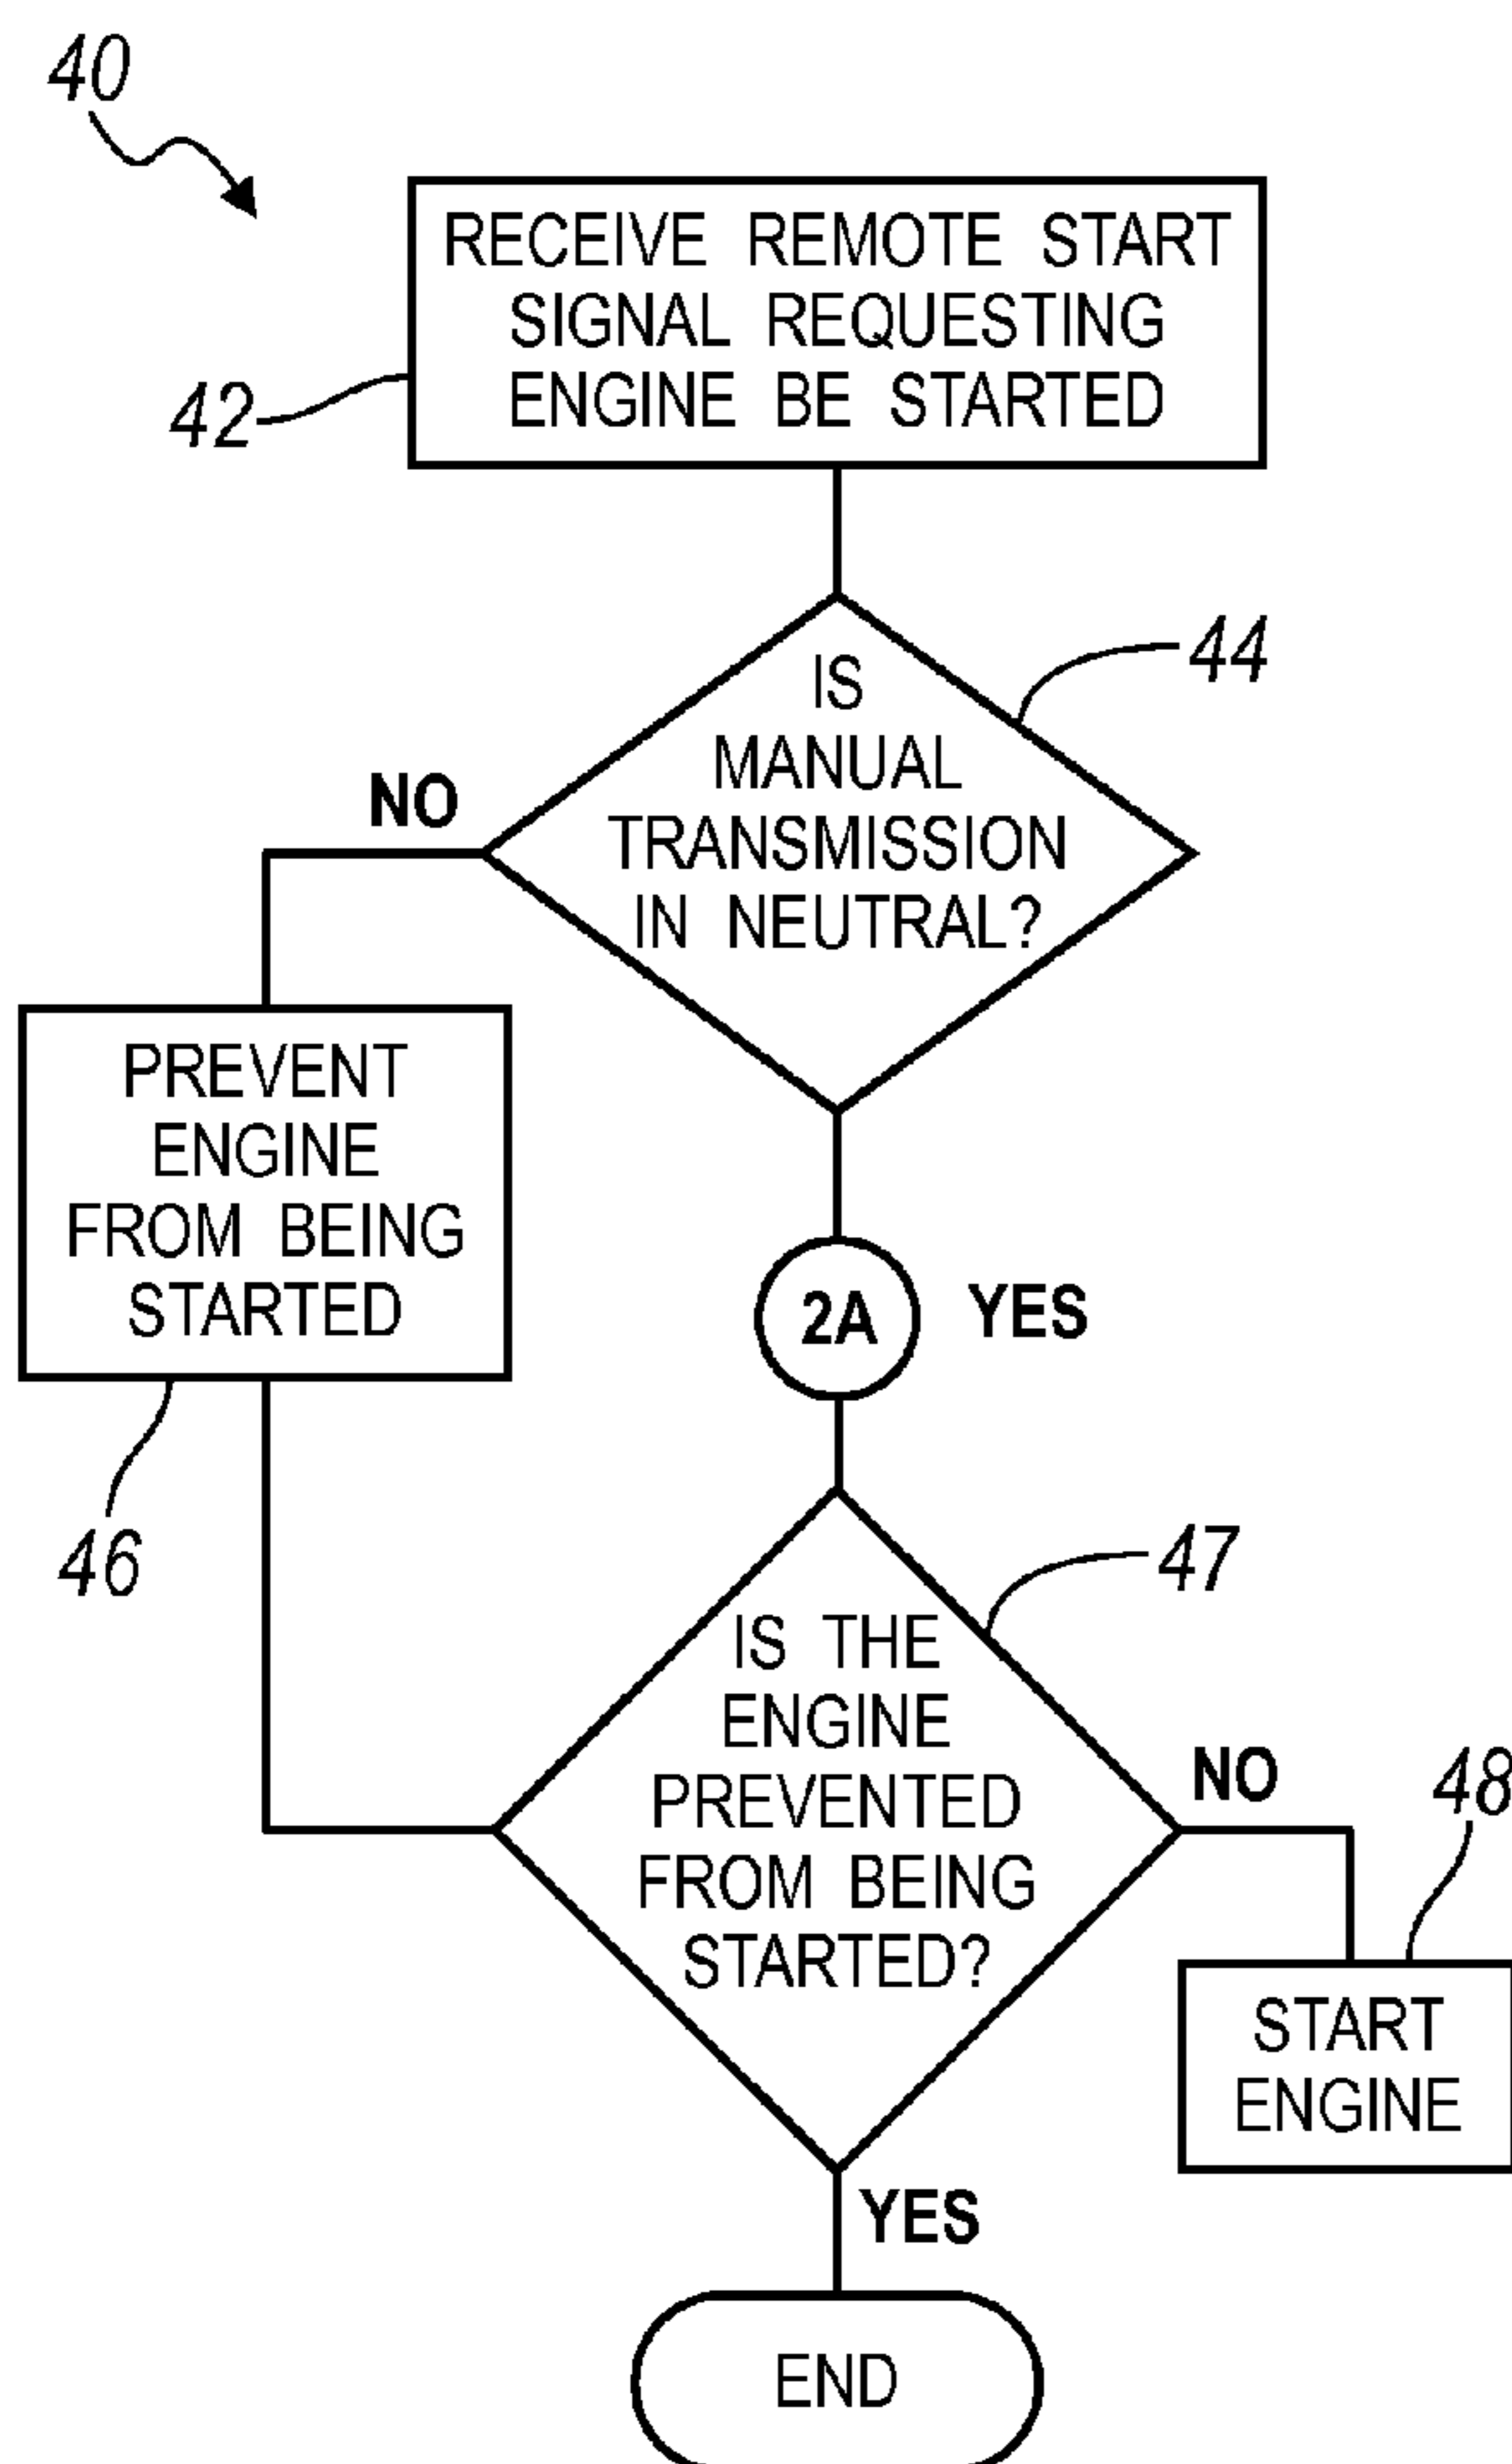 40
RECEIVE REMOTE START
SIGNAL REQUESTING
ENGINE BE STARTED
42
IS
MANUAL
TRANSMISSION
IN NEUTRAL?
44
NO
PREVENT
ENGINE
FROM BEING
STARTED
46
2A
YES
IS THE
ENGINE
PREVENTED
FROM BEING
STARTED?
47
NO
48
START
ENGINE
YES
END